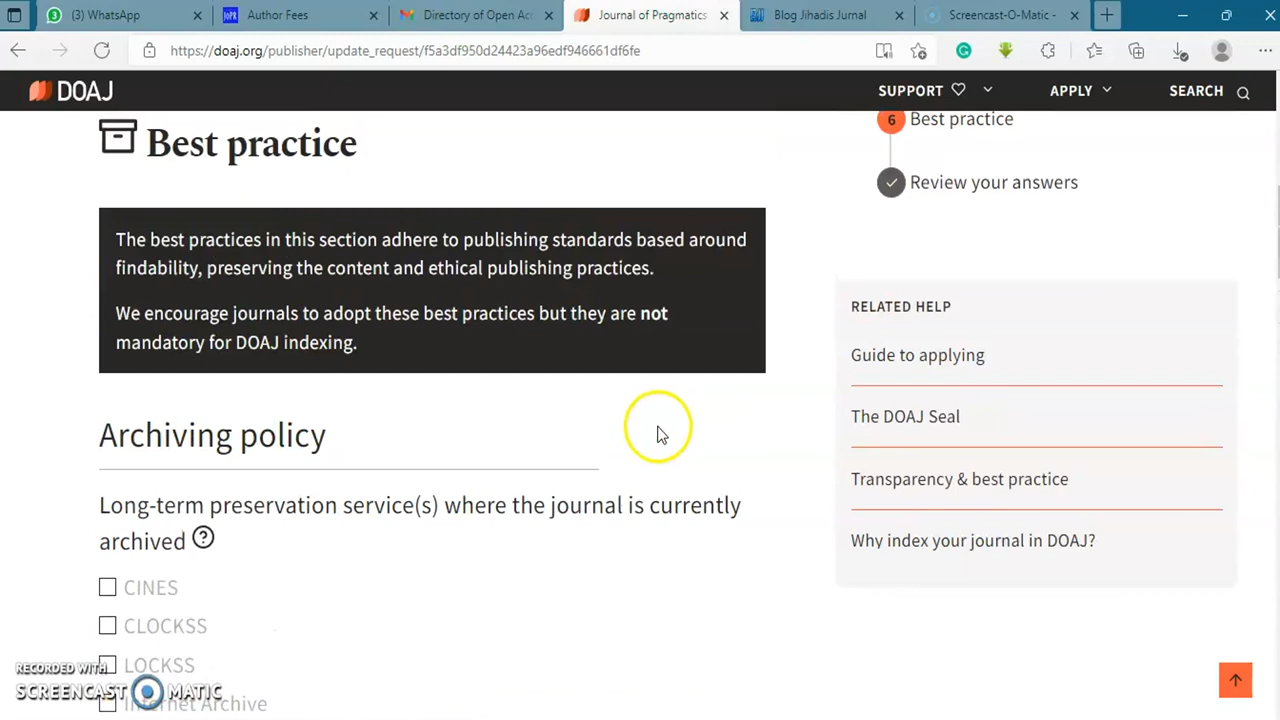 (3) WhatsApp
Author Fees
Directory of Open Acc
Journal of Pragmatics
Blog Jihadis Jurnal
Screencast-O-Matic -
https://doaj.org/publisher/update_request/f5a3df950d24423a96edf946661df6fe
DOAJ
SUPPORT
APPLY
SEARCH
Best practice
6 Best practice
Review your answers
The best practices in this section adhere to publishing standards based around
findability, preserving the content and ethical publishing practices.
We encourage journals to adopt these best practices but they are not
mandatory for DOAJ indexing.
RELATED HELP
Guide to applying
The DOAJ Seal
Transparency & best practice
Why index your journal in DOAJ?
Archiving policy
Long-term preservation service(s) where the journal is currently
archived ?
CINES
CLOCKSS
LOCKSS
Internet Archive
RECORDED WITH
SCREENCAST MATIC